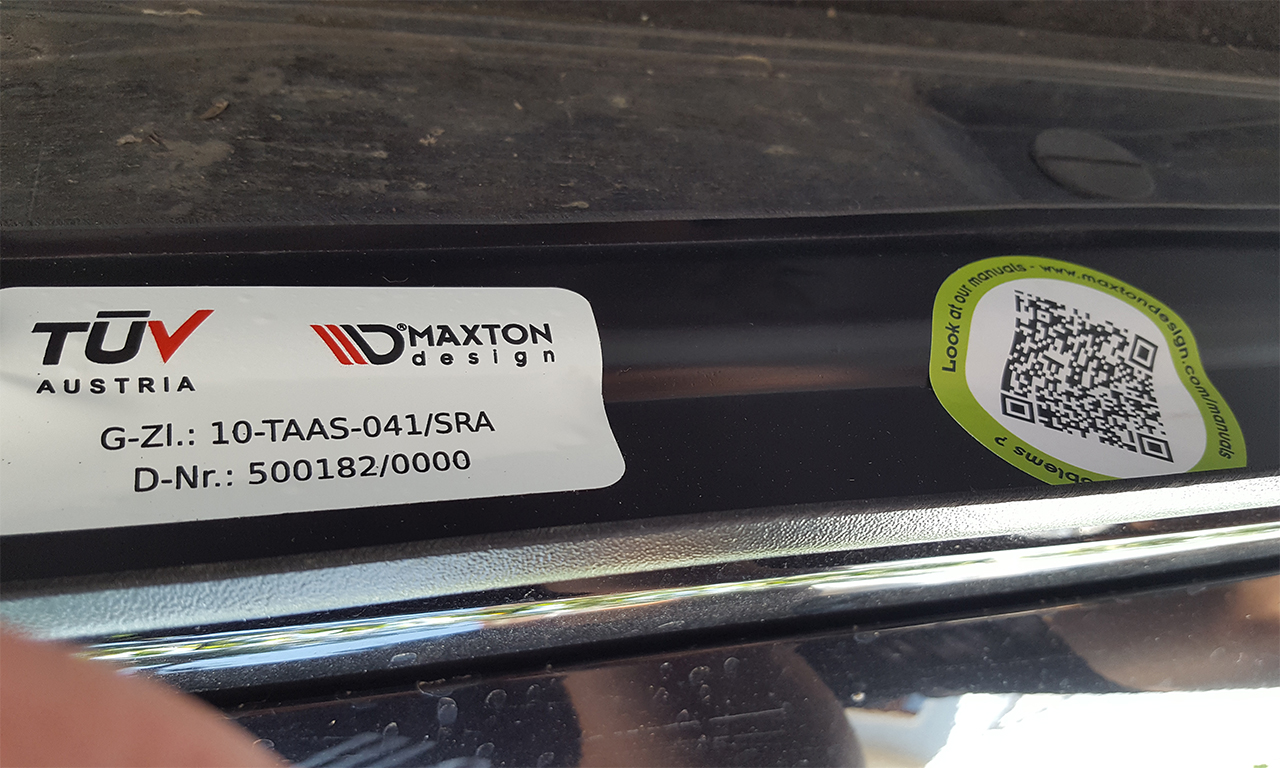 TÜV
AUSTRIA
MAXTON
design
G-Zl.: 10-TAAS-041/SRA
D-Nr.: 500182/0000
Look at our manuals - www.maxtondesign.com/manuals
?